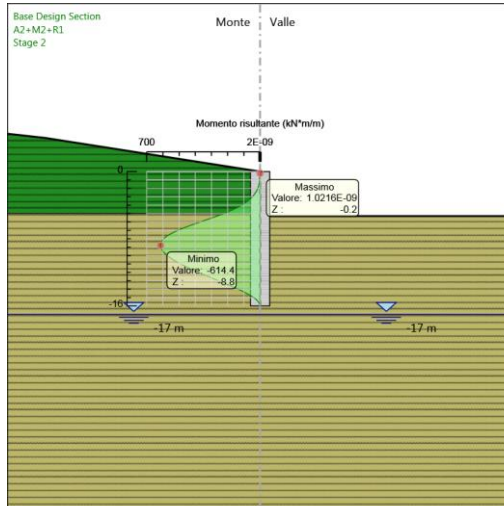 Base Design Section
A2+M2+R1
Stage 2
Monte Valle
Momento risultante (kN*m/m)
700 2E-09
0
Massimo
Valore: 1.0216E-09
Z : -0.2
Minimo
Valore: -614.4
Z : -8.8
-16
-17 m -17 m